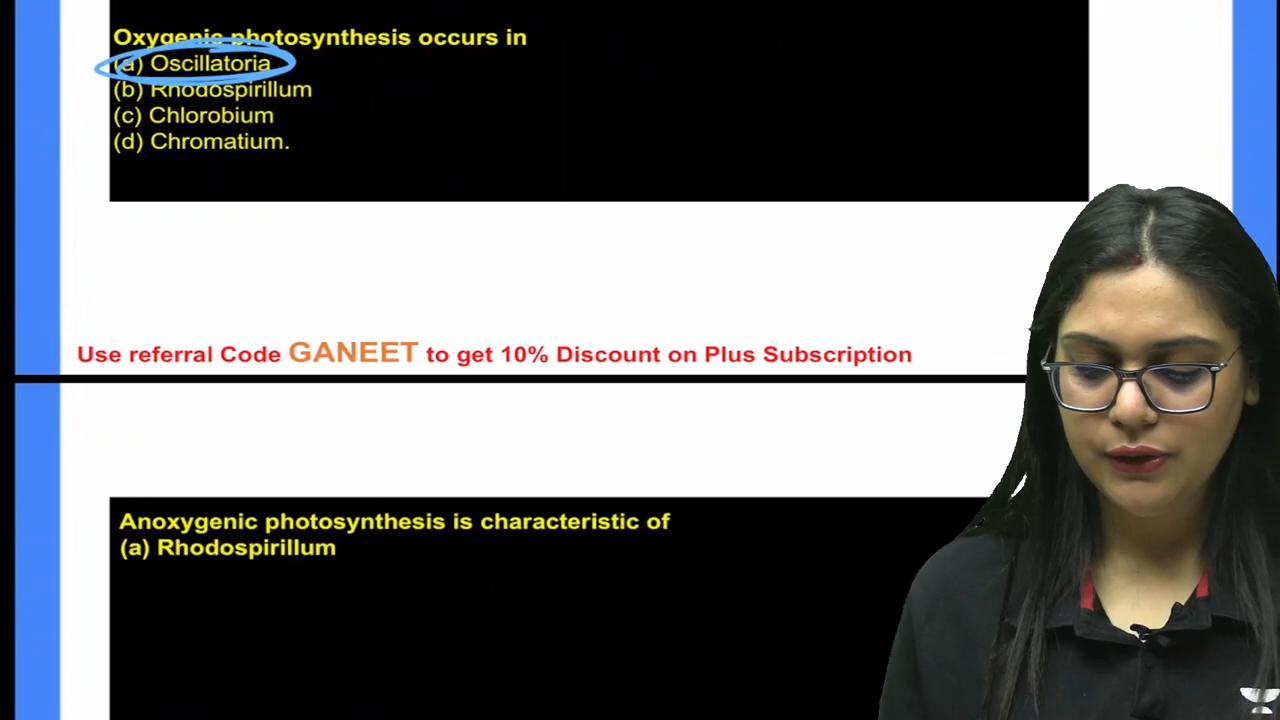 Oxygenic photosynthesis occurs in
(a) Oscillatoria
(b) Rhodospirillum
(c) Chlorobium
(d) Chromatium.
Use referral Code GANEET to get 10% Discount on Plus Subscription
Anoxygenic photosynthesis is characteristic of
(a) Rhodospirillum